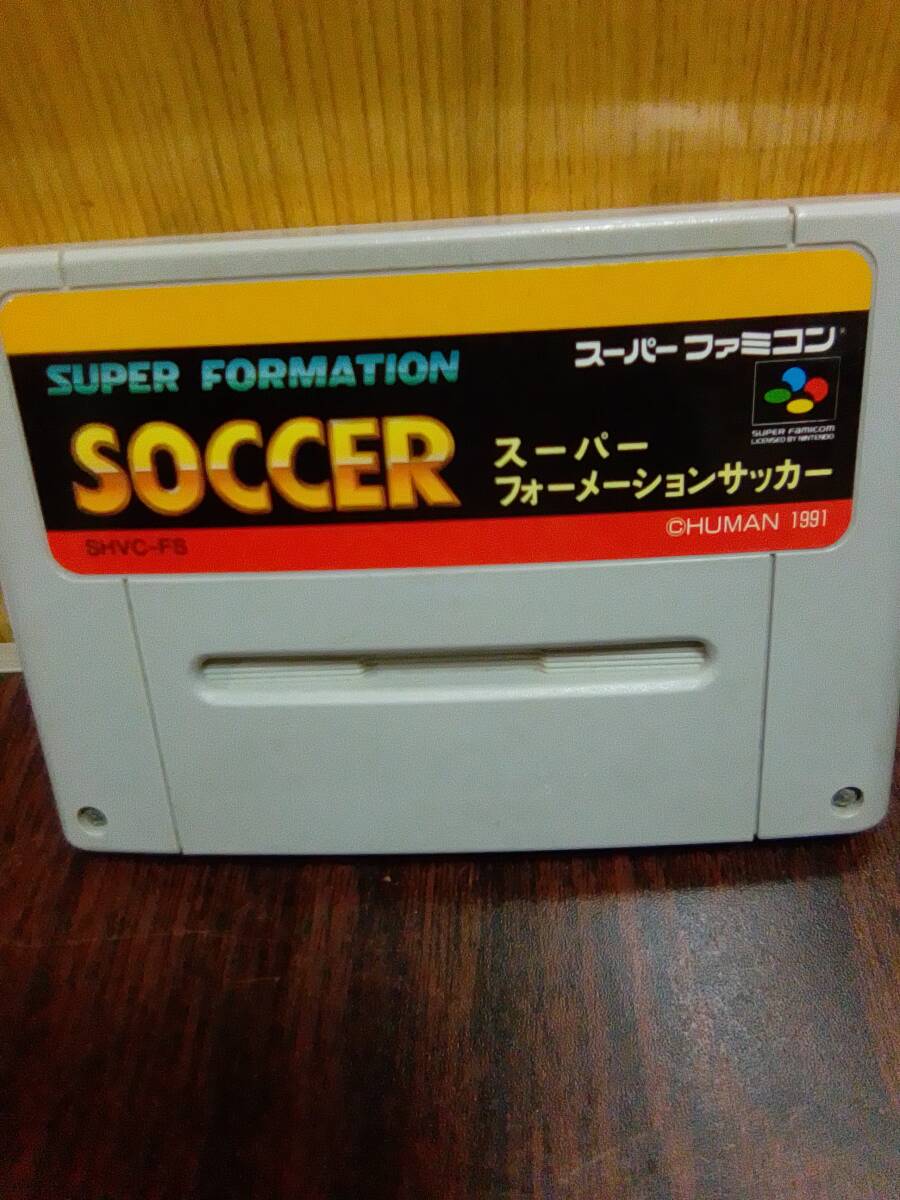 SUPER FORMATION
SOCCER
スーパーファミコン
SUPER FAMICOM
LICENSED BY NINTENDO
スーパー
フォーメーションサッカー
©HUMAN 1991
SHVC-FS